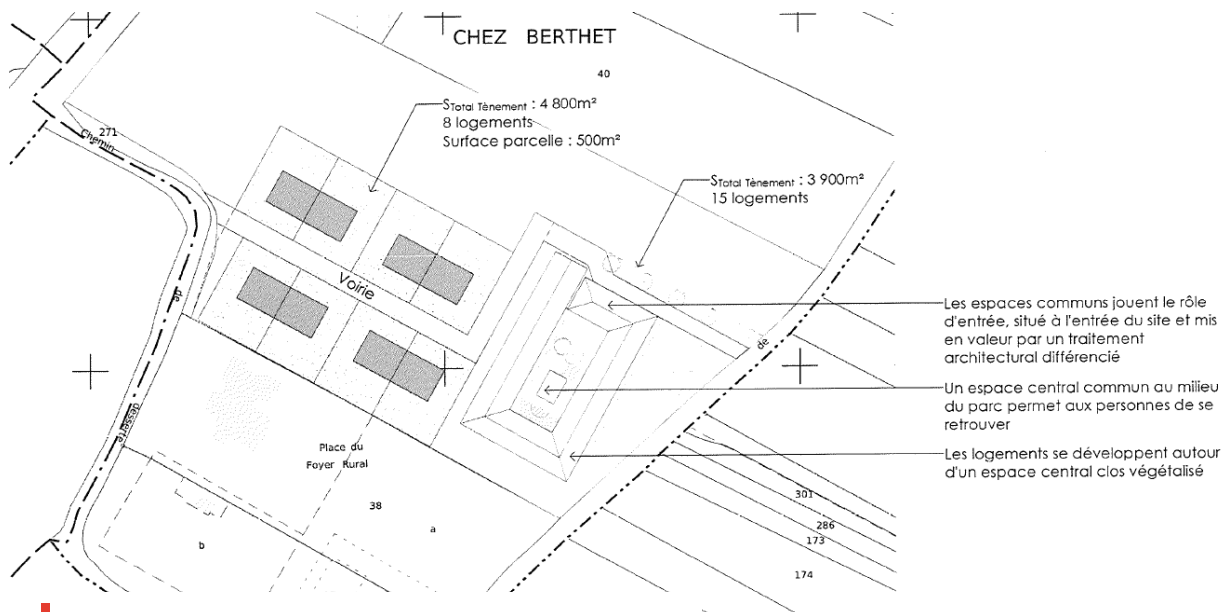 CHEZ BERTHET
40
STotal Tènement : 4 800m²
8 logements
Surface parcelle : 500m²
271
Chemin
STotal Tènement : 3 900m²
15 logements
Voirie
de
de
Les espaces communs jouent le rôle
d'entrée, situé à l'entrée du site et mis
en valeur par un traitement
architectural différencié
Un espace central commun au milieu
du parc permet aux personnes de se
retrouver
desserte
Place du
Foyer Rural
Les logements se développent autour
d'un espace central clos végétalisé
38
a
b
301
286
173
174